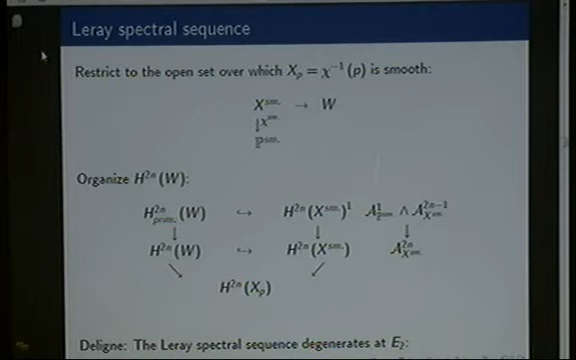 Leray spectral sequence
Restrict to the open set over which X_p = χ^{-1}(p) is smooth:
X^{sm.} → W
↓χ^{sm.}
ℙ^{sm.}
Organize H^{2n}(W):
H^{2n}_{prim.}(W) ↪ H^{2n}(X^{sm.})^1 A^1_{ℙ^{sm.}} ∧ A^{2n-1}_{X^{sm.}}
↓ ↓ ↓
H^{2n}(W) ↪ H^{2n}(X^{sm.}) A^{2n}_{X^{sm.}}
↘ ↙
H^{2n}(X_p)
Deligne: The Leray spectral sequence degenerates at E_2: